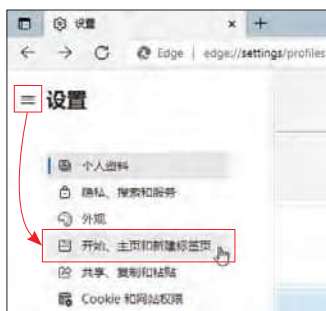 设置
Edge | edge://settings/profiles
设置
个人资料
隐私、搜索和服务
外观
开始、主页和新建标签页
共享、复制和粘贴
Cookie 和网站权限